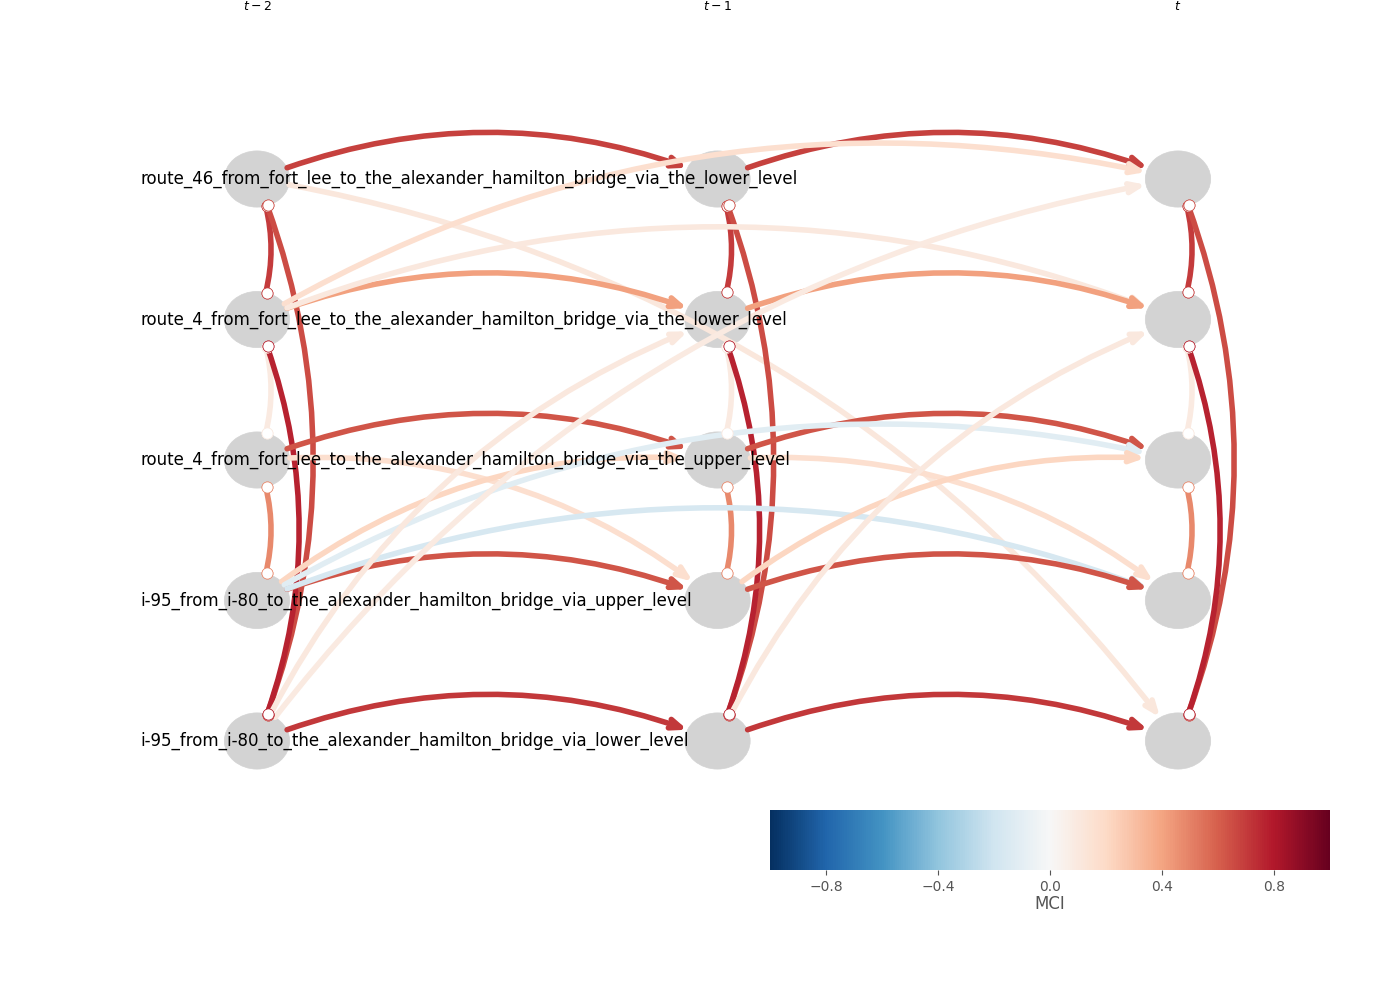 t − 2 t − 1 t
route_46_from_fort_lee_to_the_alexander_hamilton_bridge_via_the_lower_level
route_4_from_fort_lee_to_the_alexander_hamilton_bridge_via_the_lower_level
route_4_from_fort_lee_to_the_alexander_hamilton_bridge_via_the_upper_level
i-95_from_i-80_to_the_alexander_hamilton_bridge_via_upper_level
i-95_from_i-80_to_the_alexander_hamilton_bridge_via_lower_level
−0.8 −0.4 0.0 0.4 0.8
MCI